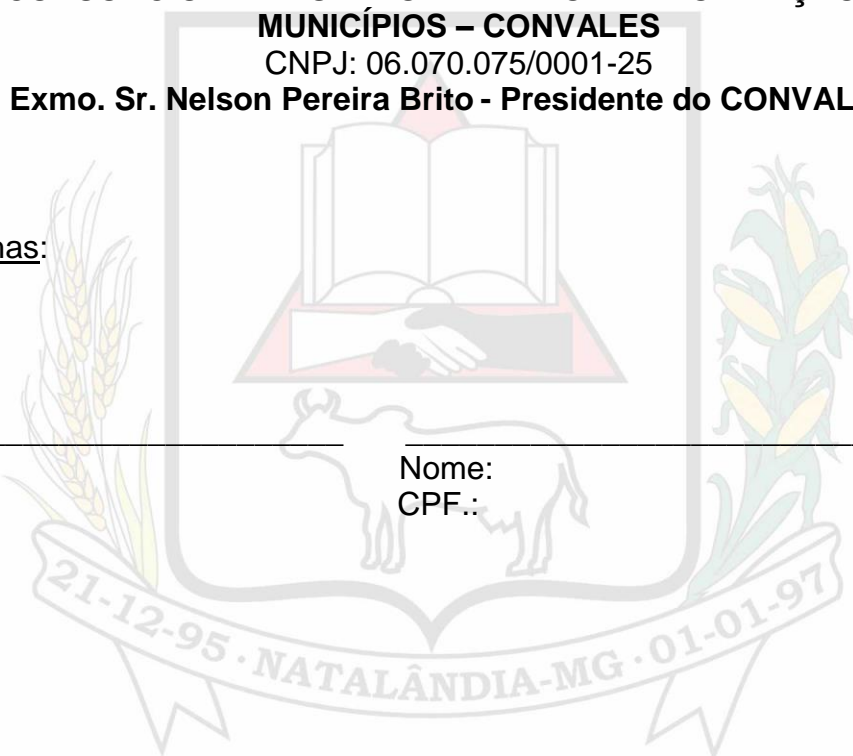 MUNICÍPIOS – CONVALES
CNPJ: 06.070.075/0001-25
Exmo. Sr. Nelson Pereira Brito - Presidente do CONVAL
nas:
Nome:
CPF.:
21-12-95 · NATALÂNDIA-MG · 01-01-97